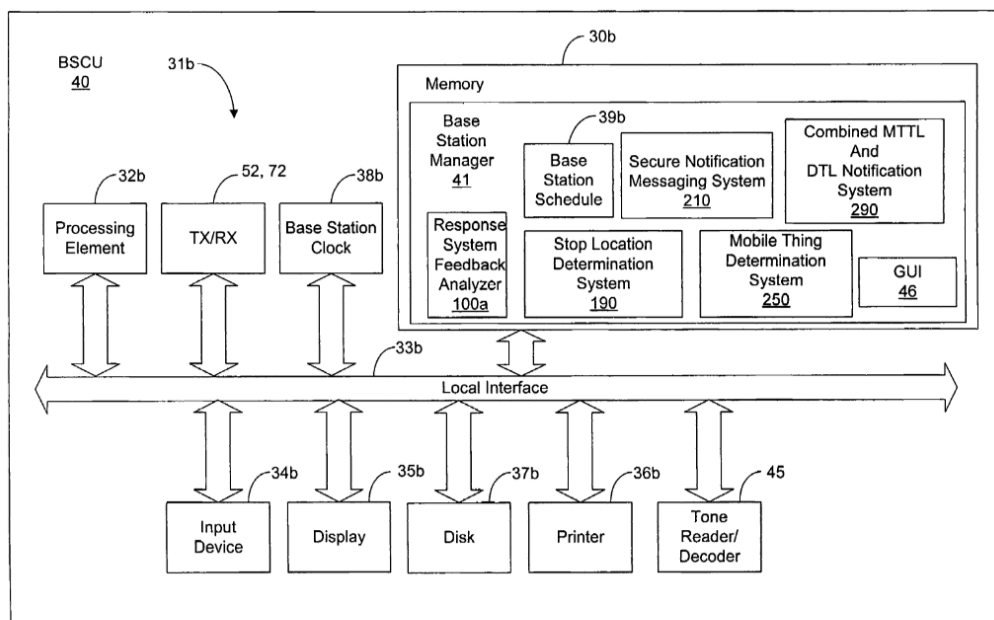 BSCU
40
31b
30b
Memory
Base
Station
Manager
41
39b
Base
Station
Schedule
Secure Notification
Messaging System
210
Combined MTTL
And
DTL Notification
System
290
Response
System
Feedback
Analyzer
100a
Stop Location
Determination
System
190
Mobile Thing
Determination
System
250
GUI
46
32b
Processing
Element
52, 72
TX/RX
38b
Base Station
Clock
33b
Local Interface
34b
Input
Device
35b
Display
37b
Disk
36b
Printer
45
Tone
Reader/
Decoder